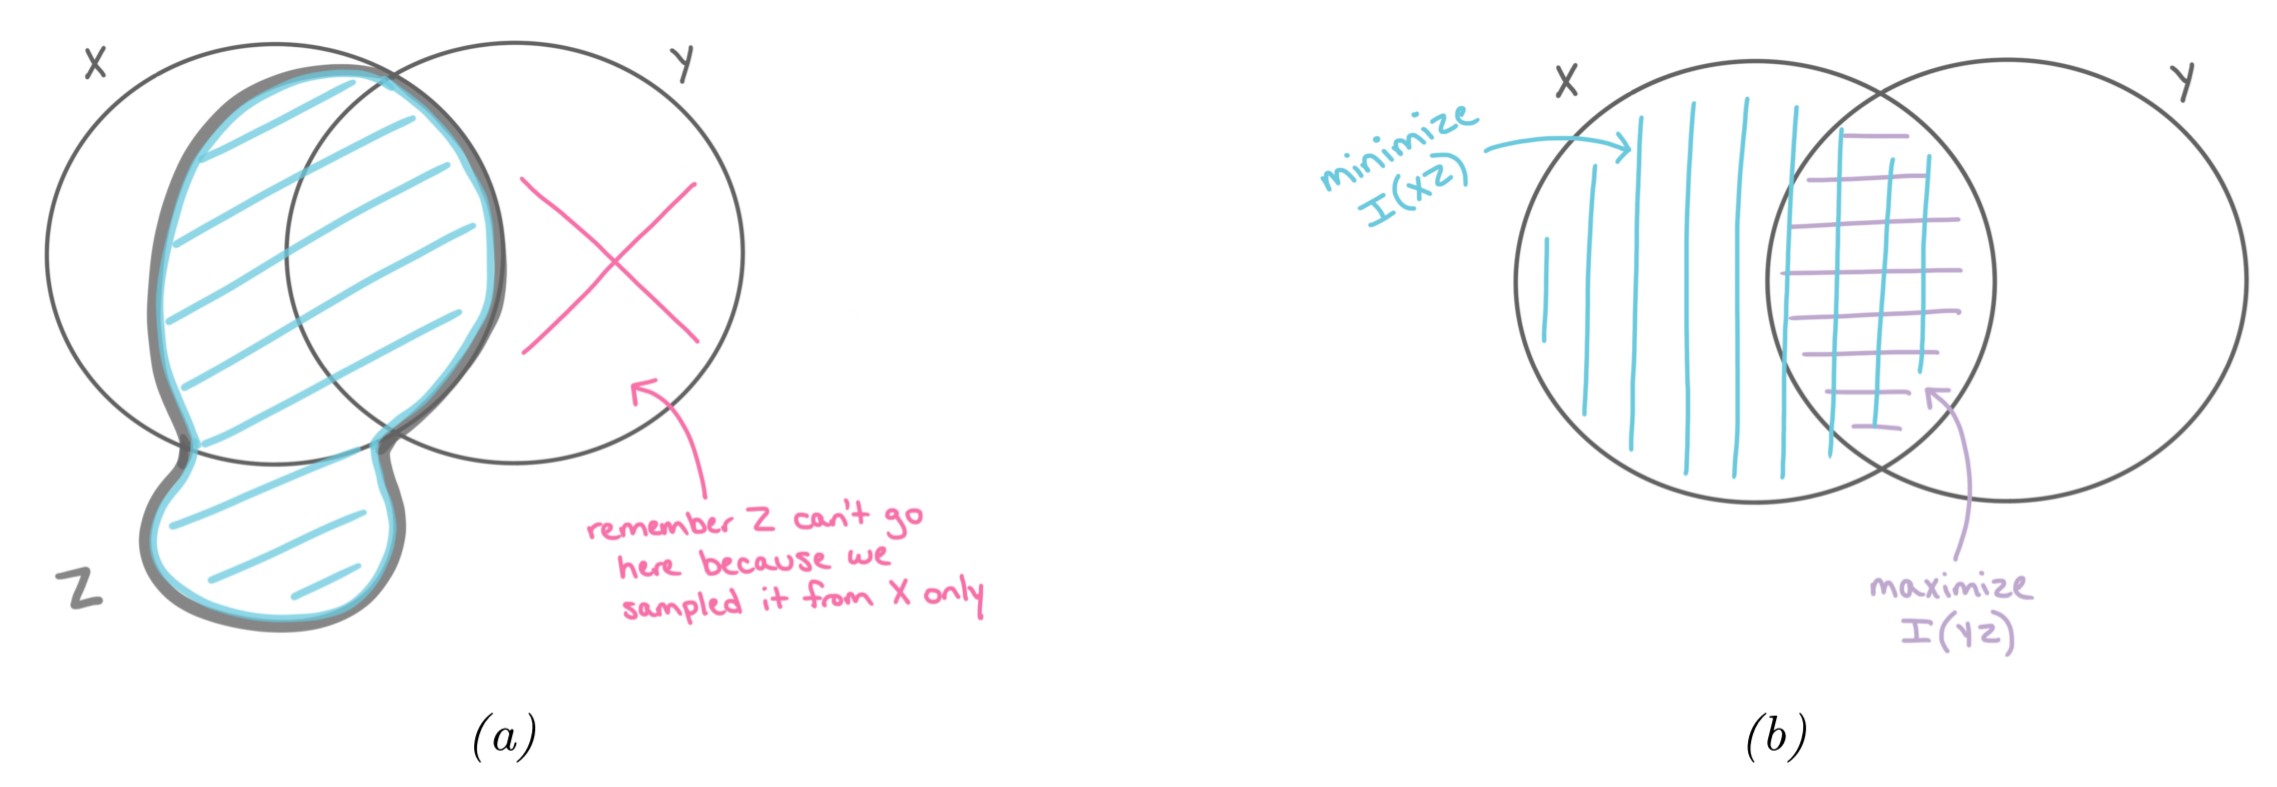 X
Y
Z
remember Z can't go
here because we
sampled it from X only
(a)
X
Y
minimize
I(XZ)
maximize
I(YZ)
(b)